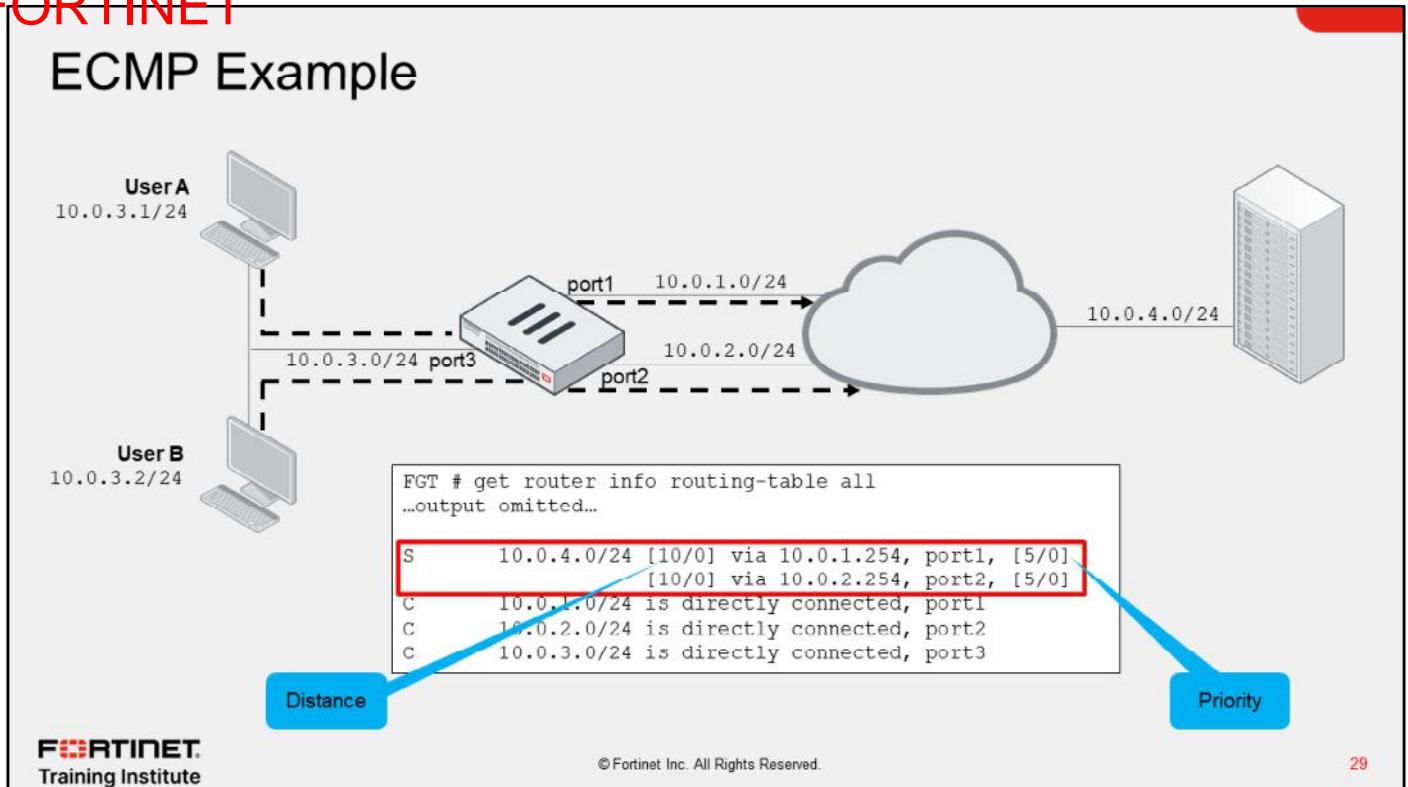 FORTINET
ECMP Example
User A
10.0.3.1/24
port1
10.0.1.0/24
10.0.4.0/24
10.0.3.0/24
port3
10.0.2.0/24
port2
User B
10.0.3.2/24
FGT # get router info routing-table all
…output omitted…
S 10.0.4.0/24 [10/0] via 10.0.1.254, port1, [5/0]
[10/0] via 10.0.2.254, port2, [5/0]
C 10.0.1.0/24 is directly connected, port1
C 10.0.2.0/24 is directly connected, port2
C 10.0.3.0/24 is directly connected, port3
Distance
Priority
FORTINET
Training Institute
© Fortinet Inc. All Rights Reserved.
29